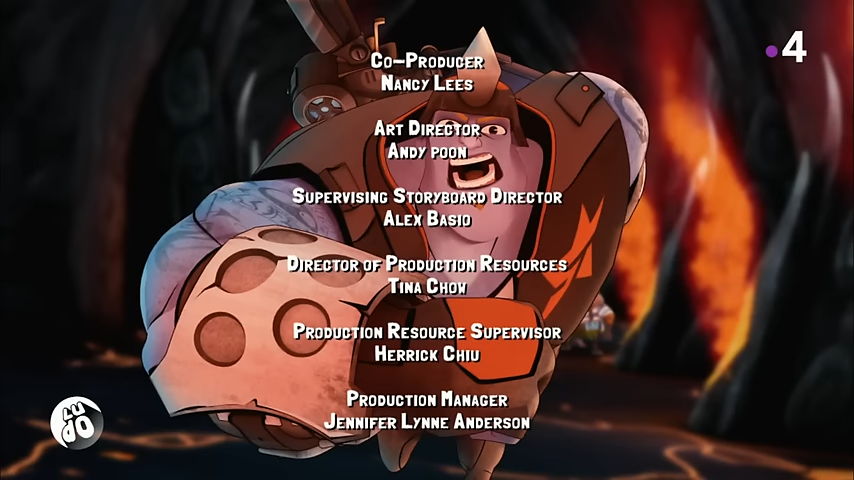 4
Co-Producer
Nancy Lees
Art Director
Andy poon
Supervising Storyboard Director
Alex Basio
Director of Production Resources
Tina Chow
Production Resource Supervisor
Herrick Chiu
Production Manager
Jennifer Lynne Anderson
LUDO